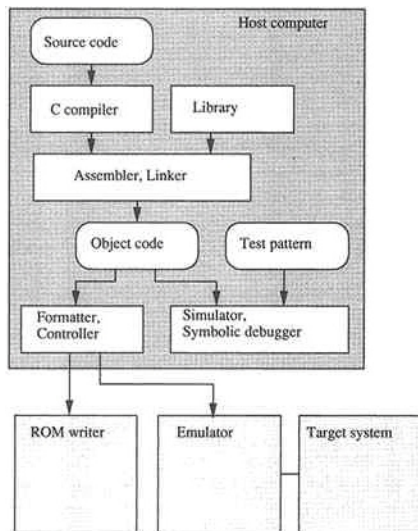 Host computer
Source code
C compiler
Library
Assembler, Linker
Object code
Test pattern
Formatter,
Controller
Simulator,
Symbolic debugger
ROM writer
Emulator
Target system